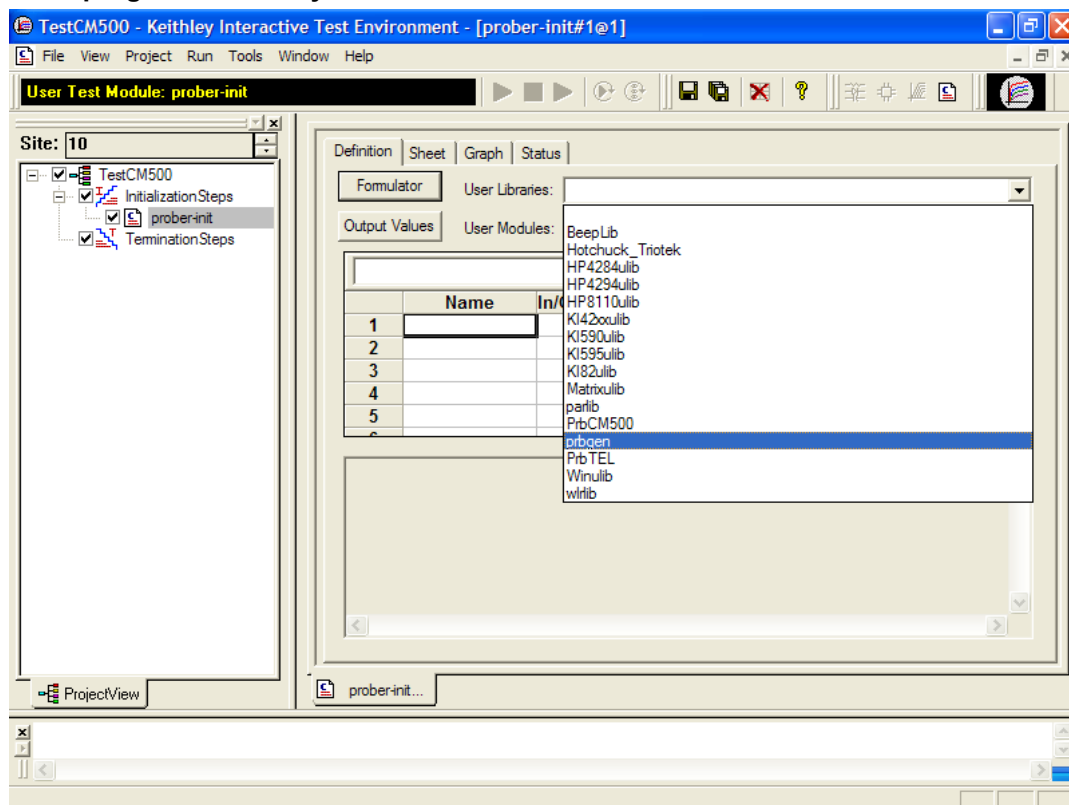 TestCM500 - Keithley Interactive Test Environment - [prober-init#1@1]
File View Project Run Tools Window Help
User Test Module: prober-init
Site: 10
TestCM500
InitializationSteps
prober-init
TerminationSteps
ProjectView
Definition Sheet Graph Status
Formulator User Libraries:
Output Values User Modules:
Name In/
1
2
3
4
5
BeepLib
Hotchuck_Triotek
HP4284ulib
HP4294ulib
HP8110ulib
KI42xxulib
KI590ulib
KI595ulib
KI82ulib
Matrixulib
parlib
PrbCM500
prbgen
PrbTEL
Winulib
wlrlib
prober-init...